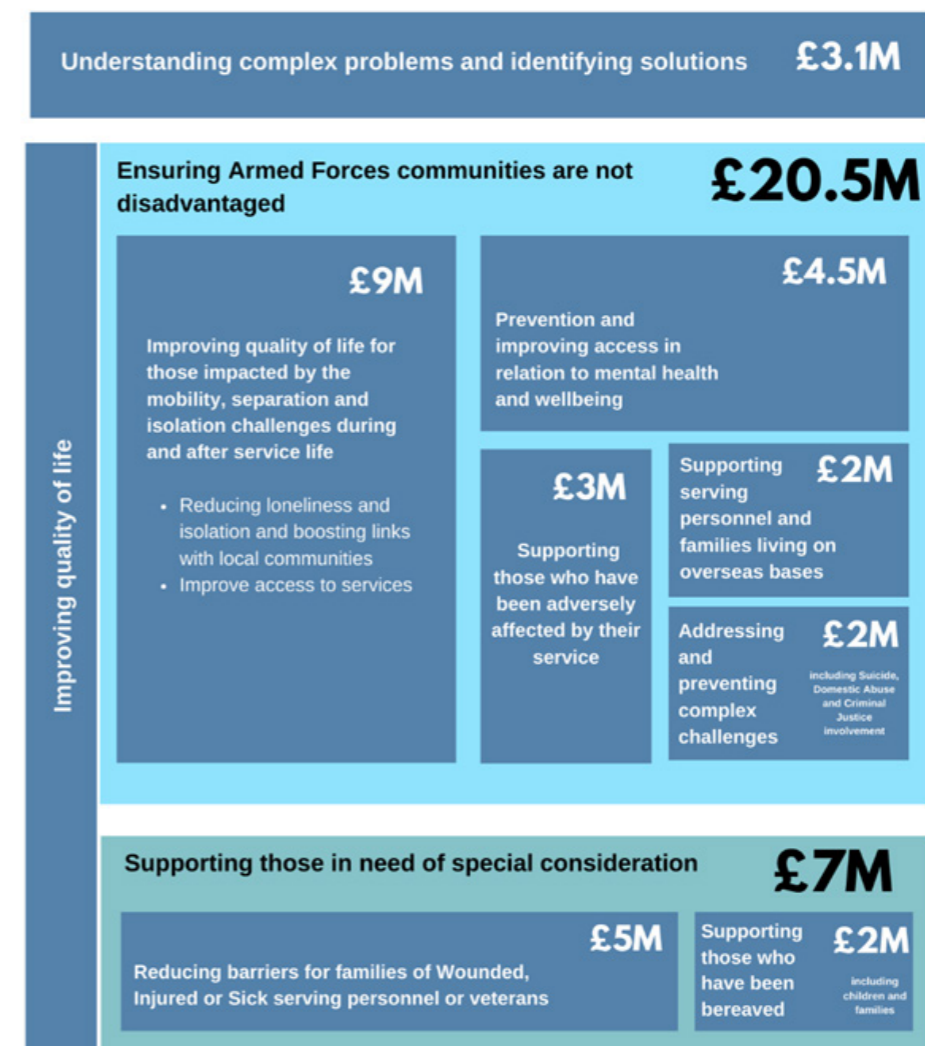 Understanding complex problems and identifying solutions £3.1M
Improving quality of life
Ensuring Armed Forces communities are not
disadvantaged
£20.5M
£9M
Improving quality of life for
those impacted by the
mobility, separation and
isolation challenges during
and after service life
• Reducing loneliness and
isolation and boosting links
with local communities
• Improve access to services
£4.5M
Prevention and
improving access in
relation to mental health
and wellbeing
£3M
Supporting
those who have
been adversely
affected by their
service
Supporting
serving
personnel and
families living on
overseas bases
£2M
Addressing
and
preventing
complex
challenges
£2M
including Suicide,
Domestic Abuse
and Criminal
Justice
involvement
Supporting those in need of special consideration
£7M
£5M
Reducing barriers for families of Wounded,
Injured or Sick serving personnel or veterans
Supporting
those who
have been
bereaved
£2M
including
children and
families